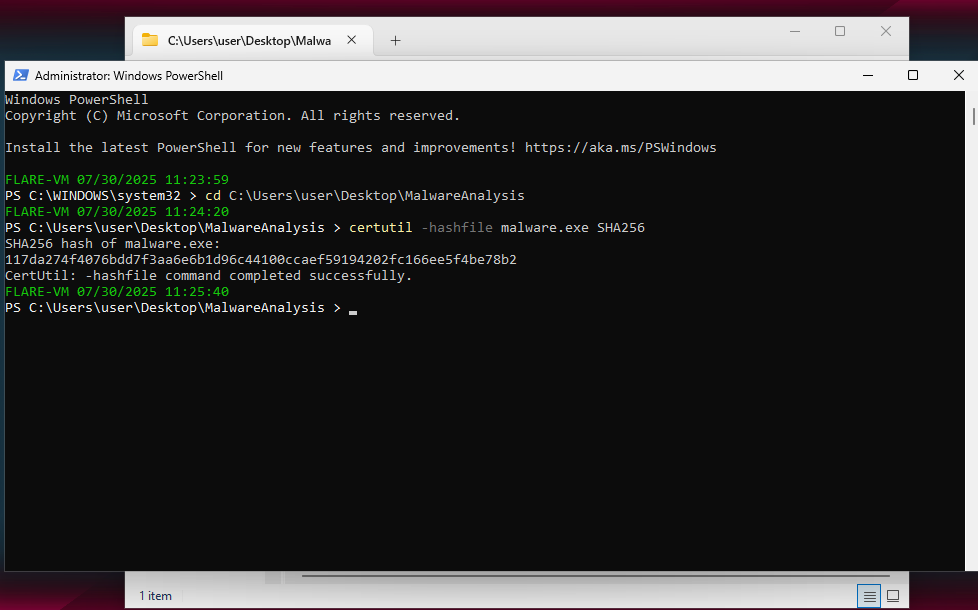 C:\Users\user\Desktop\Malwa
Administrator: Windows PowerShell
Windows PowerShell
Copyright (C) Microsoft Corporation. All rights reserved.
Install the latest PowerShell for new features and improvements! https://aka.ms/PSWindows
FLARE-VM 07/30/2025 11:23:59
PS C:\WINDOWS\system32 > cd C:\Users\user\Desktop\MalwareAnalysis
FLARE-VM 07/30/2025 11:24:20
PS C:\Users\user\Desktop\MalwareAnalysis > certutil -hashfile malware.exe SHA256
SHA256 hash of malware.exe:
117da274f4076bdd7f3aa6e6b1d96c44100ccaef59194202fc166ee5f4be78b2
CertUtil: -hashfile command completed successfully.
FLARE-VM 07/30/2025 11:25:40
PS C:\Users\user\Desktop\MalwareAnalysis >
1 item